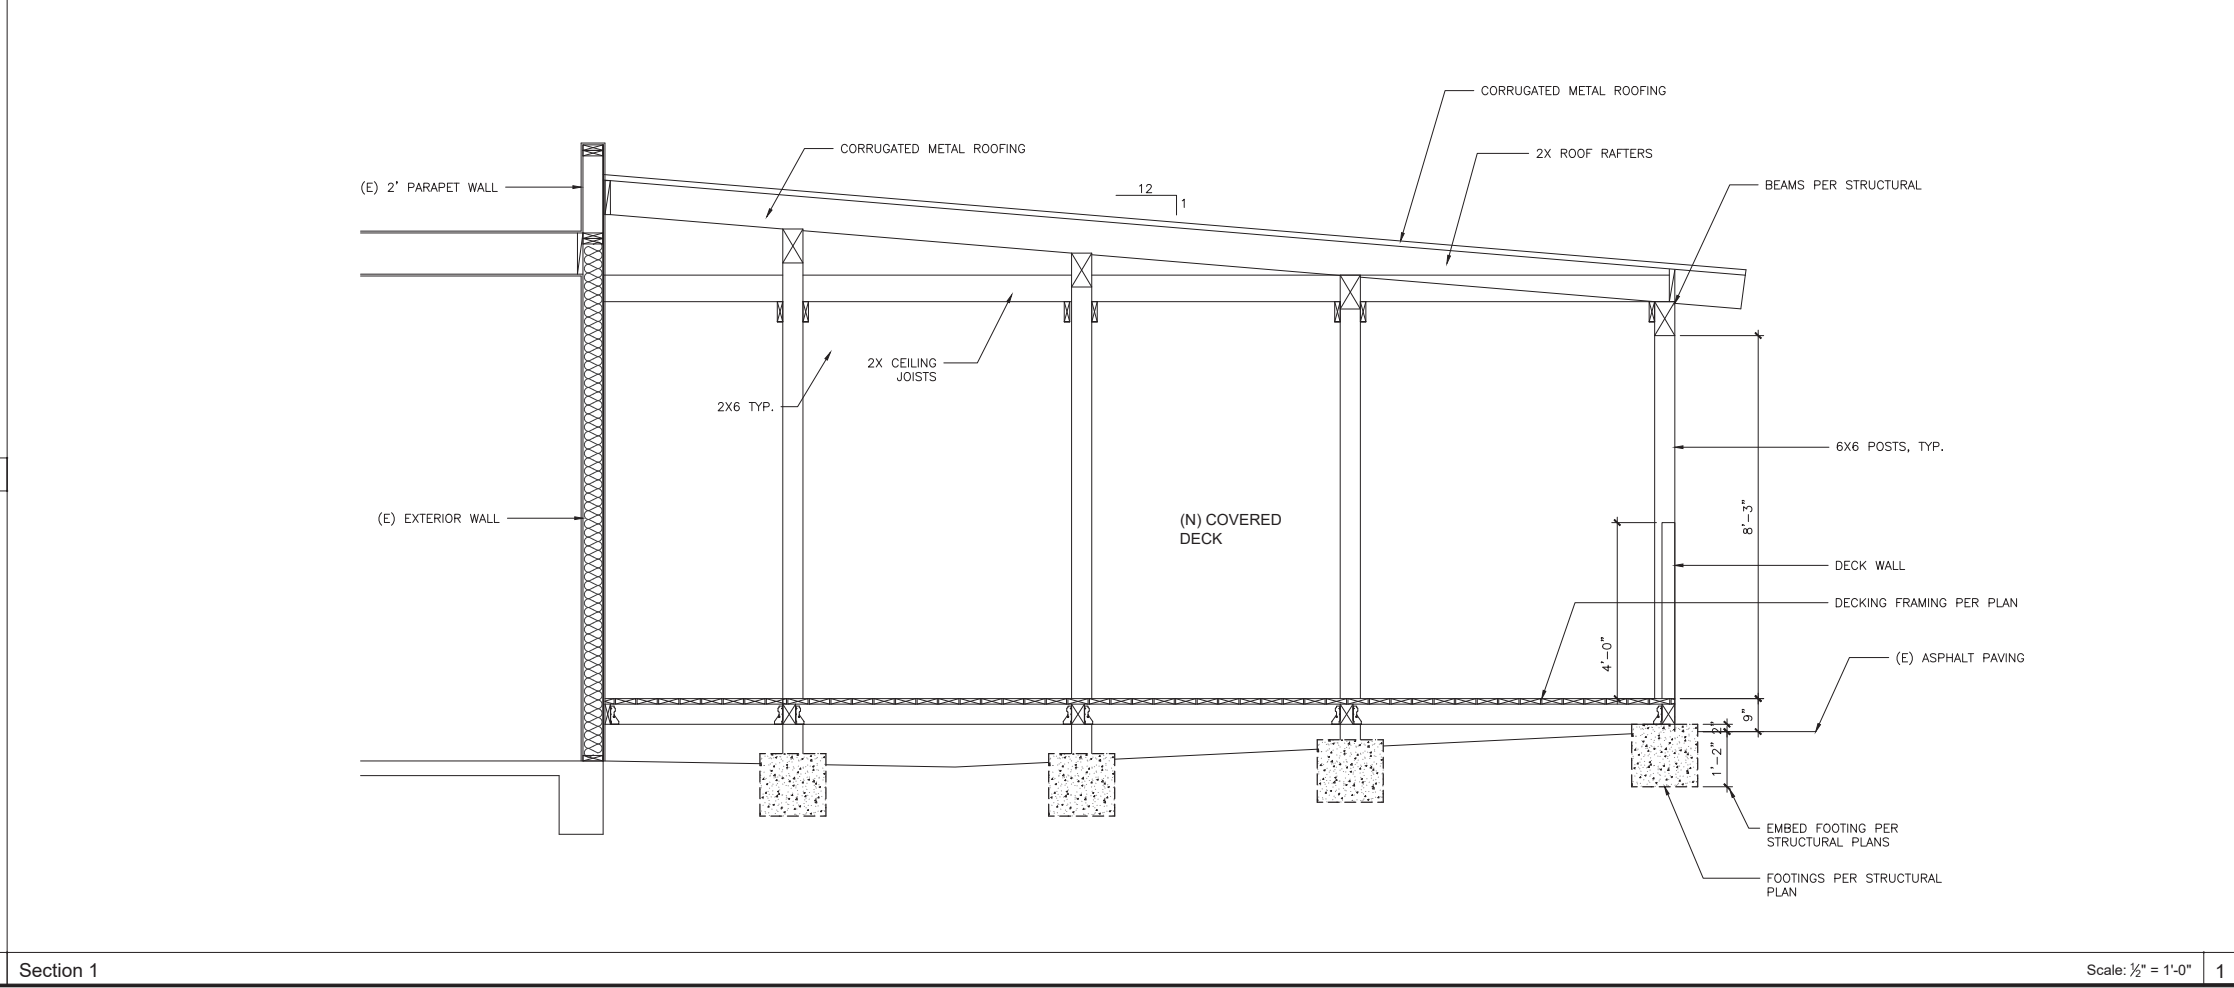 CORRUGATED METAL ROOFING
CORRUGATED METAL ROOFING
2X ROOF RAFTERS
(E) 2' PARAPET WALL
12
1
BEAMS PER STRUCTURAL
2X CEILING
JOISTS
2X6 TYP.
6X6 POSTS, TYP.
(E) EXTERIOR WALL
(N) COVERED
DECK
8'-3"
DECK WALL
DECKING FRAMING PER PLAN
4'-0"
(E) ASPHALT PAVING
9"
2"
1'-2"
EMBED FOOTING PER
STRUCTURAL PLANS
FOOTINGS PER STRUCTURAL
PLAN
Section 1
Scale: ½" = 1'-0"
1